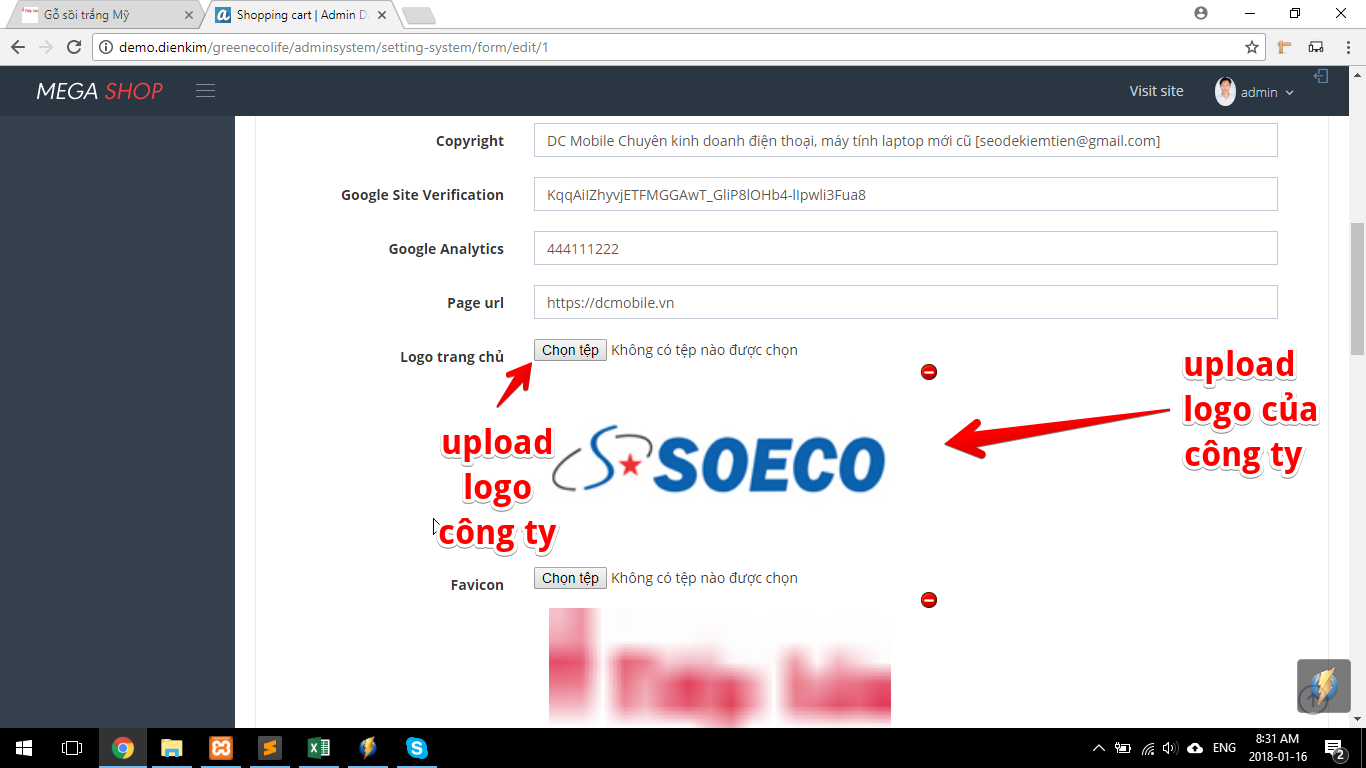 Gỗ sồi trắng Mỹ
Shopping cart | Admin D
demo.dienkim/greenecolife/adminsystem/setting-system/form/edit/1
MEGA SHOP
Visit site
admin
Copyright
DC Mobile Chuyên kinh doanh điện thoại, máy tính laptop mới cũ [seodekiemtien@gmail.com]
Google Site Verification
KqqAiIZhyvjETFMGGAwT_GliP8lOHb4-lIpwli3Fua8
Google Analytics
444111222
Page url
https://dcmobile.vn
Logo trang chủ
Chọn tệp Không có tệp nào được chọn
upload
logo của
công ty
upload
logo
công ty
SOECO
Favicon
Chọn tệp Không có tệp nào được chọn
ENG
8:31 AM
2018-01-16
2